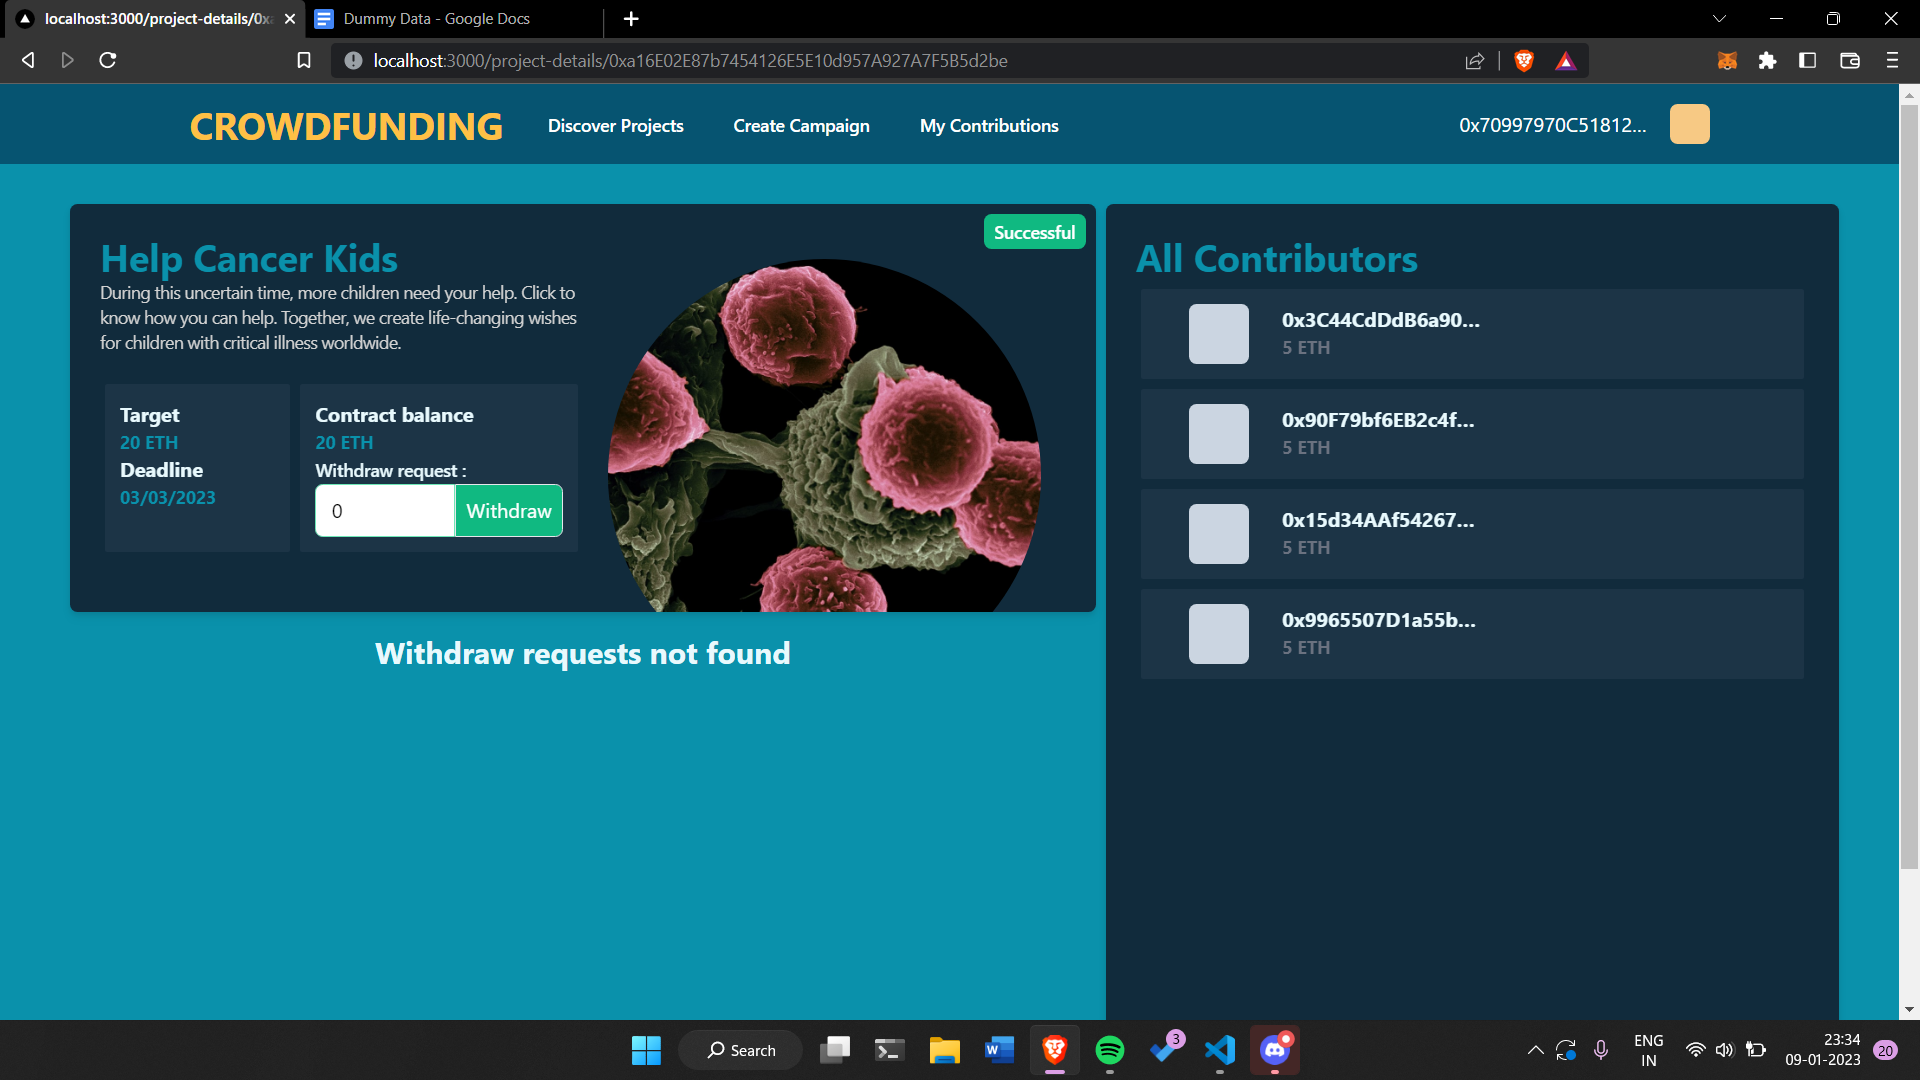 localhost:3000/project-details/0xa
Dummy Data - Google Docs
localhost:3000/project-details/0xa16E02E87b7454126E5E10d957A927A7F5B5d2be
CROWDFUNDING
Discover Projects
Create Campaign
My Contributions
0x70997970C51812...
Successful
Help Cancer Kids
During this uncertain time, more children need your help. Click to
know how you can help. Together, we create life-changing wishes
for children with critical illness worldwide.
Target
20 ETH
Deadline
03/03/2023
Contract balance
20 ETH
Withdraw request :
0
Withdraw
Withdraw requests not found
All Contributors
0x3C44CdDdB6a90...
5 ETH
0x90F79bf6EB2c4f...
5 ETH
0x15d34AAf54267...
5 ETH
0x9965507D1a55b...
5 ETH
Search
W
3
ENG
IN
23:34
09-01-2023
20